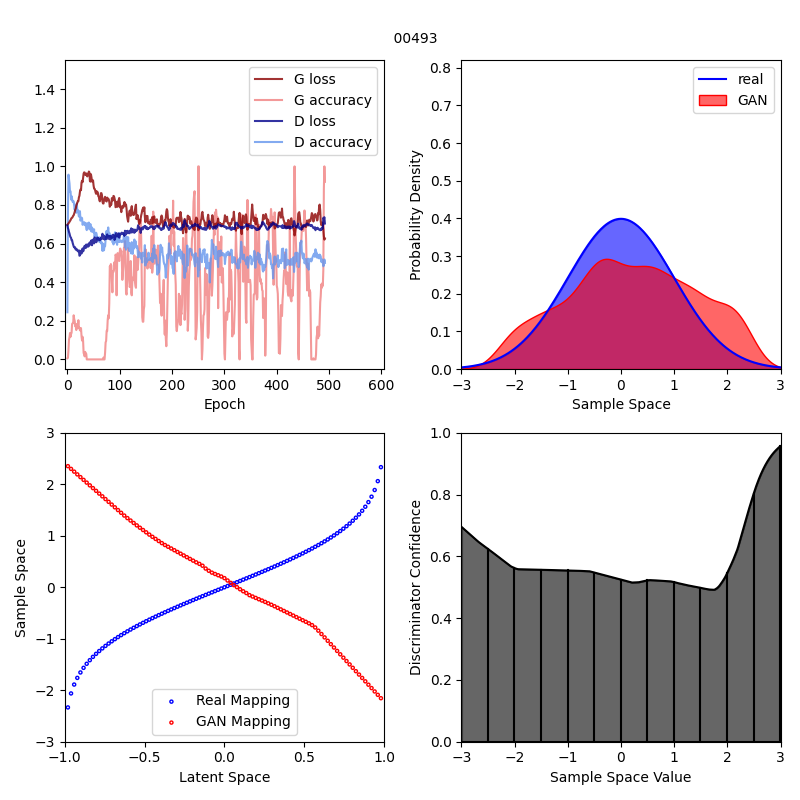 00493
G loss
G accuracy
D loss
D accuracy
1.4
1.2
1.0
0.8
0.6
0.4
0.2
0.0
0 100 200 300 400 500 600
Epoch
real
GAN
Probability Density
0.8
0.7
0.6
0.5
0.4
0.3
0.2
0.1
0.0
−3 −2 −1 0 1 2 3
Sample Space
Sample Space
3
2
1
0
−1
−2
−3
Real Mapping
GAN Mapping
−1.0 −0.5 0.0 0.5 1.0
Latent Space
Discriminator Confidence
1.0
0.8
0.6
0.4
0.2
0.0
−3 −2 −1 0 1 2 3
Sample Space Value